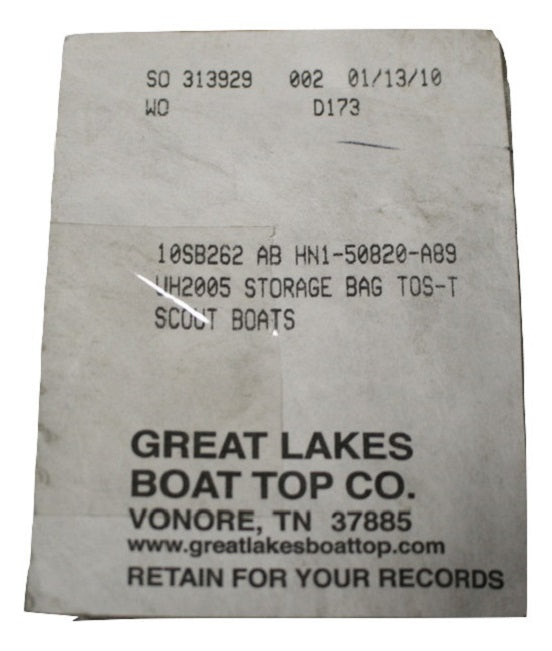 SO 313929 002 01/13/10
WO D173
10SB262 AB HN1-50820-A89
WH2005 STORAGE BAG TOS-T
SCOUT BOATS
GREAT LAKES
BOAT TOP CO.
VONORE, TN 37885
www.greatlakesboattop.com
RETAIN FOR YOUR RECORDS